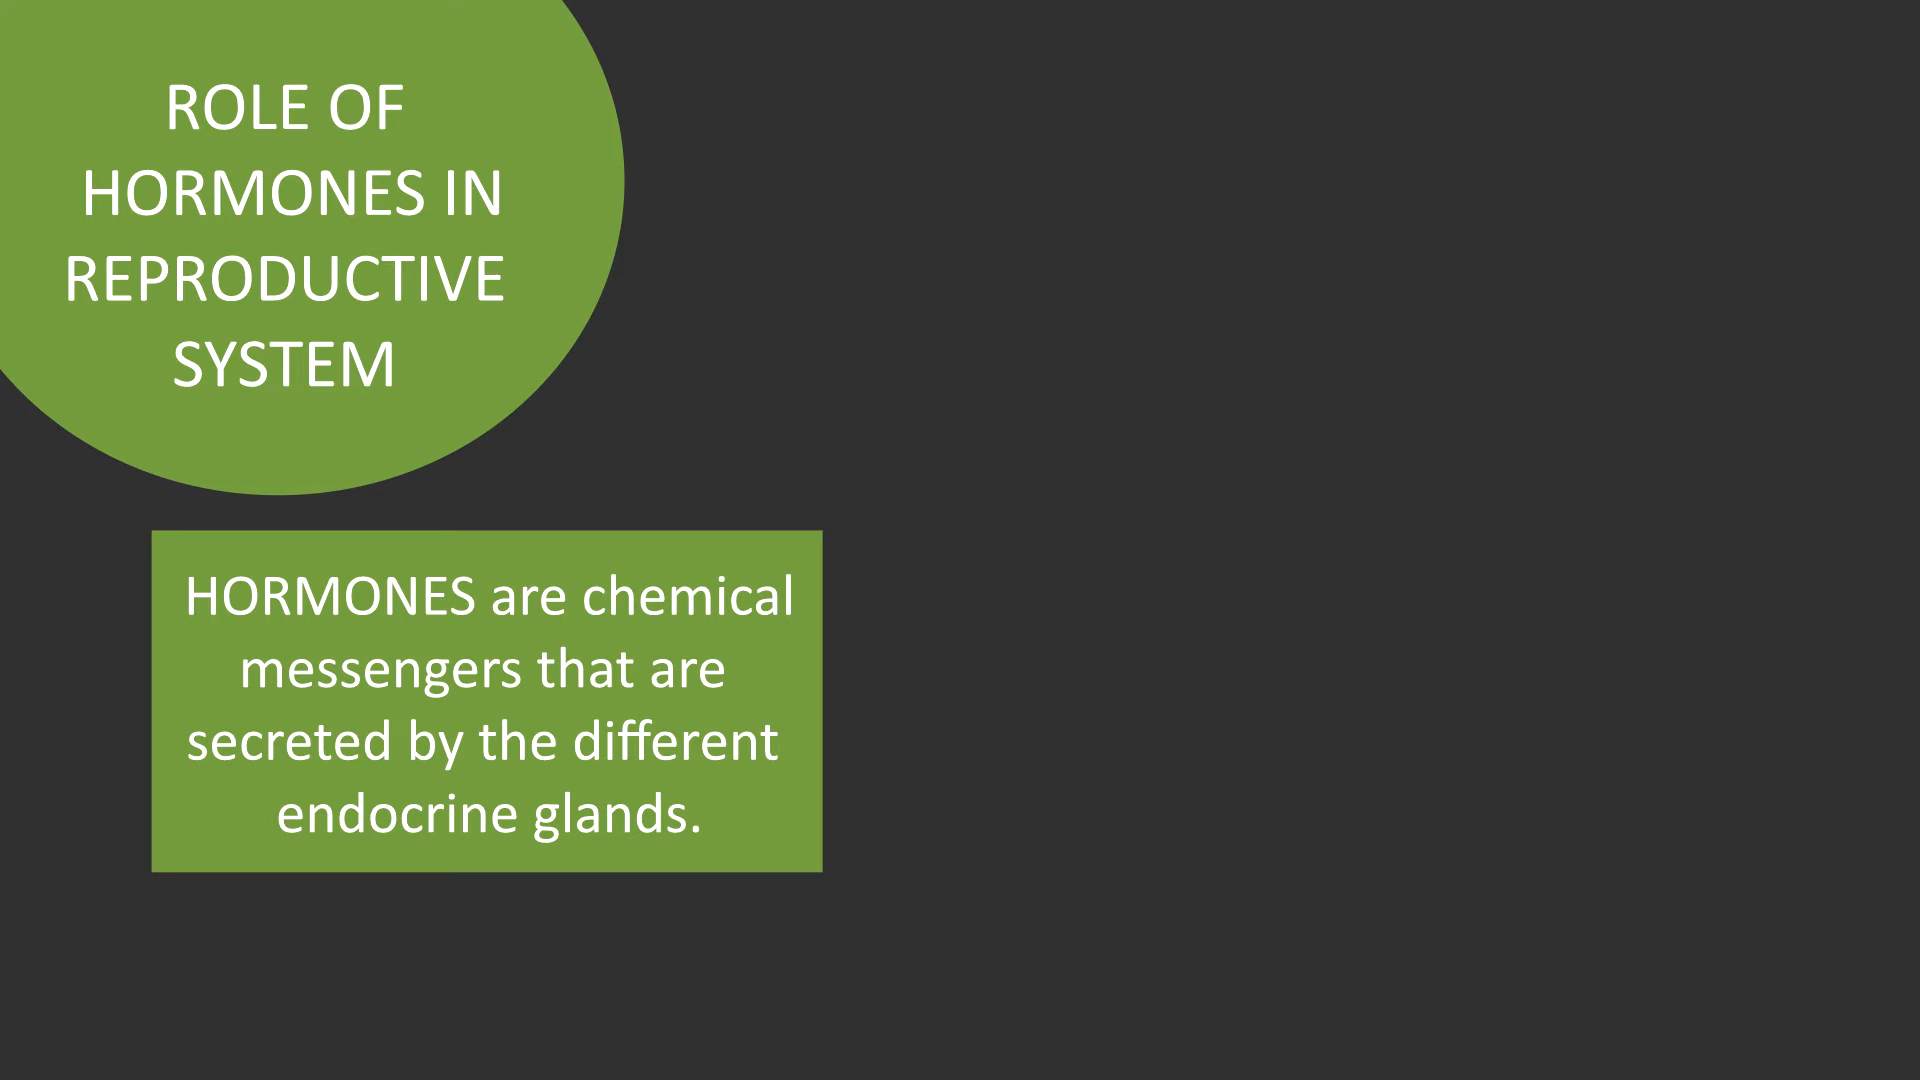 ROLE OF
HORMONES IN
REPRODUCTIVE
SYSTEM
HORMONES are chemical
messengers that are
secreted by the different
endocrine glands.